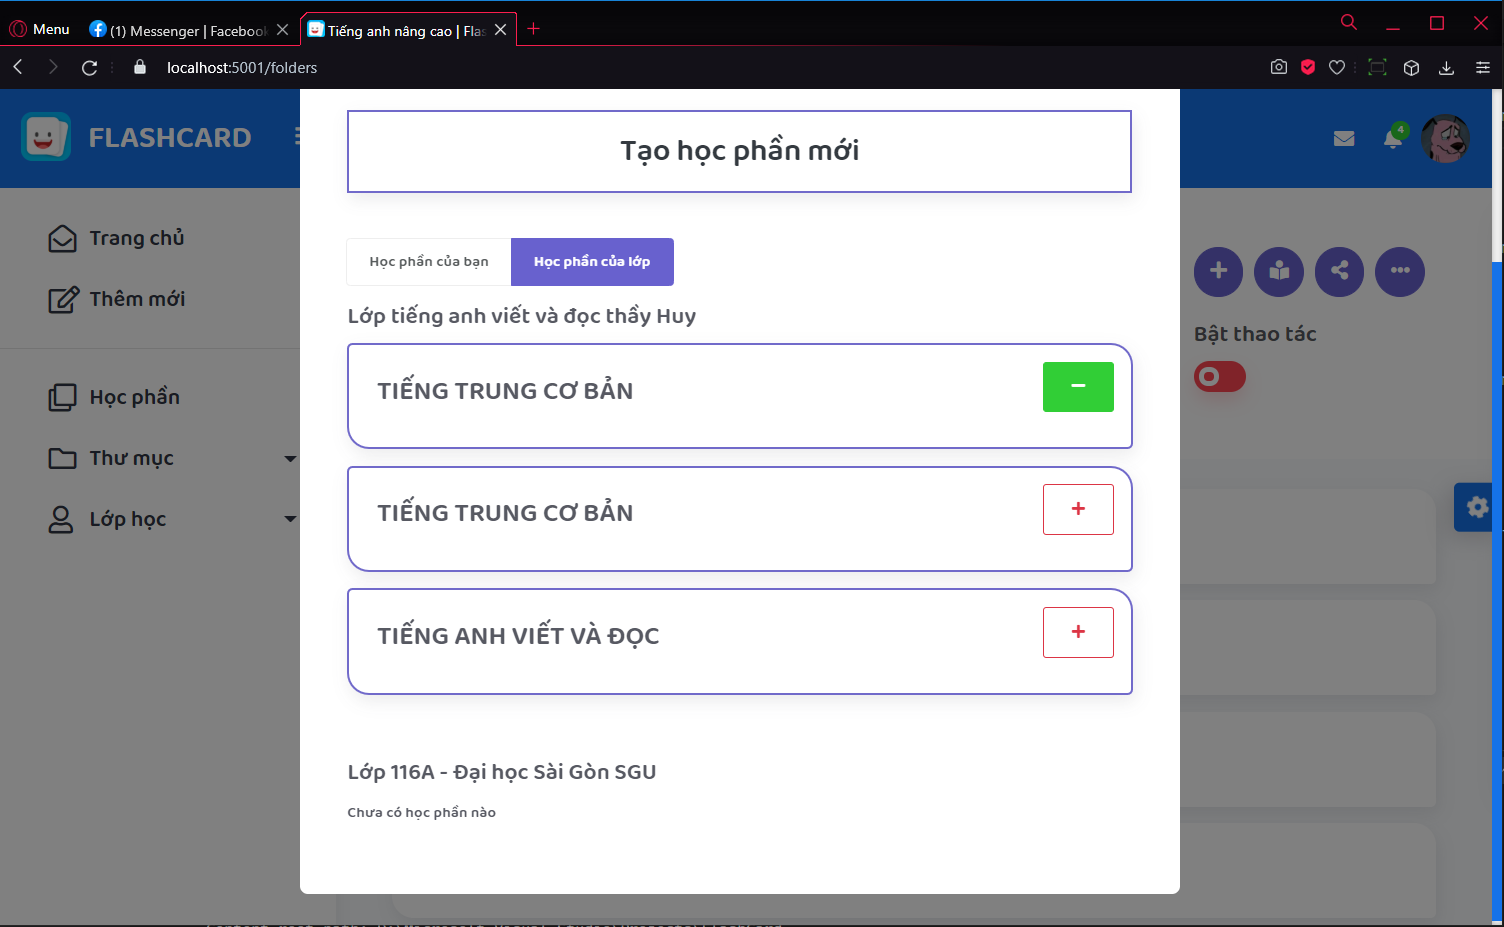 Menu
(1) Messenger | Facebook
Tiếng anh nâng cao | Flas
localhost:5001/folders
FLASHCARD
4
Tạo học phần mới
Trang chủ
Thêm mới
Học phần
Thư mục
Lớp học
Học phần của bạn
Học phần của lớp
Bật thao tác
Lớp tiếng anh viết và đọc thầy Huy
TIẾNG TRUNG CƠ BẢN
TIẾNG TRUNG CƠ BẢN
TIẾNG ANH VIẾT VÀ ĐỌC
Lớp 116A - Đại học Sài Gòn SGU
Chưa có học phần nào